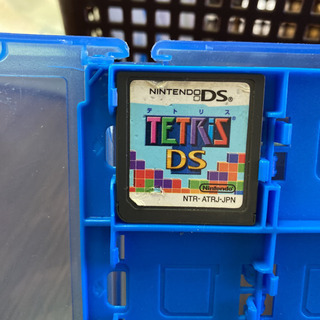 NINTENDO DS®
テトリス
TETRIS
DS
Nintendo
NTR-ATRJ-JPN